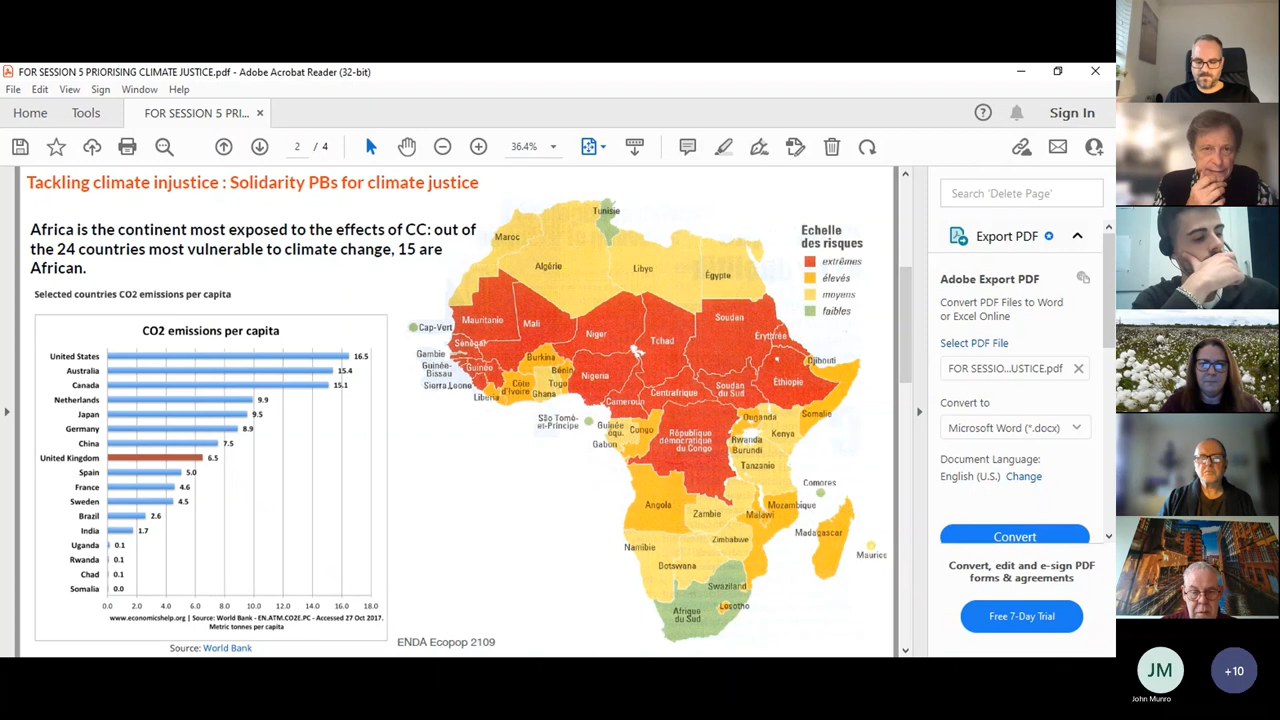 FOR SESSION 5 PRIORISING CLIMATE JUSTICE.pdf - Adobe Acrobat Reader (32-bit)
File Edit View Sign Window Help
Home Tools FOR SESSION 5 PRI... × Sign In
2 / 4 36.4%
Tackling climate injustice : Solidarity PBs for climate justice
Africa is the continent most exposed to the effects of CC: out of
the 24 countries most vulnerable to climate change, 15 are
African.
Selected countries CO2 emissions per capita
CO2 emissions per capita
United States 16.5
Australia 15.4
Canada 15.1
Netherlands 9.9
Japan 9.5
Germany 8.9
China 7.5
United Kingdom 6.5
Spain 5.0
France 4.6
Sweden 4.5
Brazil 2.6
India 1.7
Uganda 0.1
Rwanda 0.1
Chad 0.1
Somalia 0.0
0.0 2.0 4.0 6.0 8.0 10.0 12.0 14.0 16.0 18.0
www.economicshelp.org | Source: World Bank - EN.ATM.CO2E.PC - Accessed 27 Oct 2017.
Metric tonnes per capita
Source: World Bank
Echelle
des risques
extrêmes
élevés
moyens
faibles
Tunisie
Maroc
Algérie
Libye
Égypte
Mauritanie
Mali
Niger
Tchad
Soudan
Érythrée
Cap-Vert
Sénégal
Gambie
Guinée-
Bissau
Guinée
Sierra Leone
Liberia
Burkina
Côte
d'Ivoire
Ghana
Bénin
Togo
Nigeria
Cameroun
Centrafrique
Soudan
du Sud
Éthiopie
Djibouti
Somalie
São Tomé-
et-Principe
Guinée
équ.
Gabon
Congo
République
démocratique
du Congo
Ouganda
Kenya
Rwanda
Burundi
Tanzanie
Comores
Angola
Zambie
Malawi
Mozambique
Madagascar
Maurice
Namibie
Zimbabwe
Botswana
Swaziland
Lesotho
Afrique
du Sud
ENDA Ecopop 2109
Search 'Delete Page'
Export PDF
Adobe Export PDF
Convert PDF Files to Word
or Excel Online
Select PDF File
FOR SESSIO...USTICE.pdf ×
Convert to
Microsoft Word (*.docx)
Document Language:
English (U.S.) Change
Convert
Convert, edit and e-sign PDF
forms & agreements
Free 7-Day Trial
JM
John Munro
+10